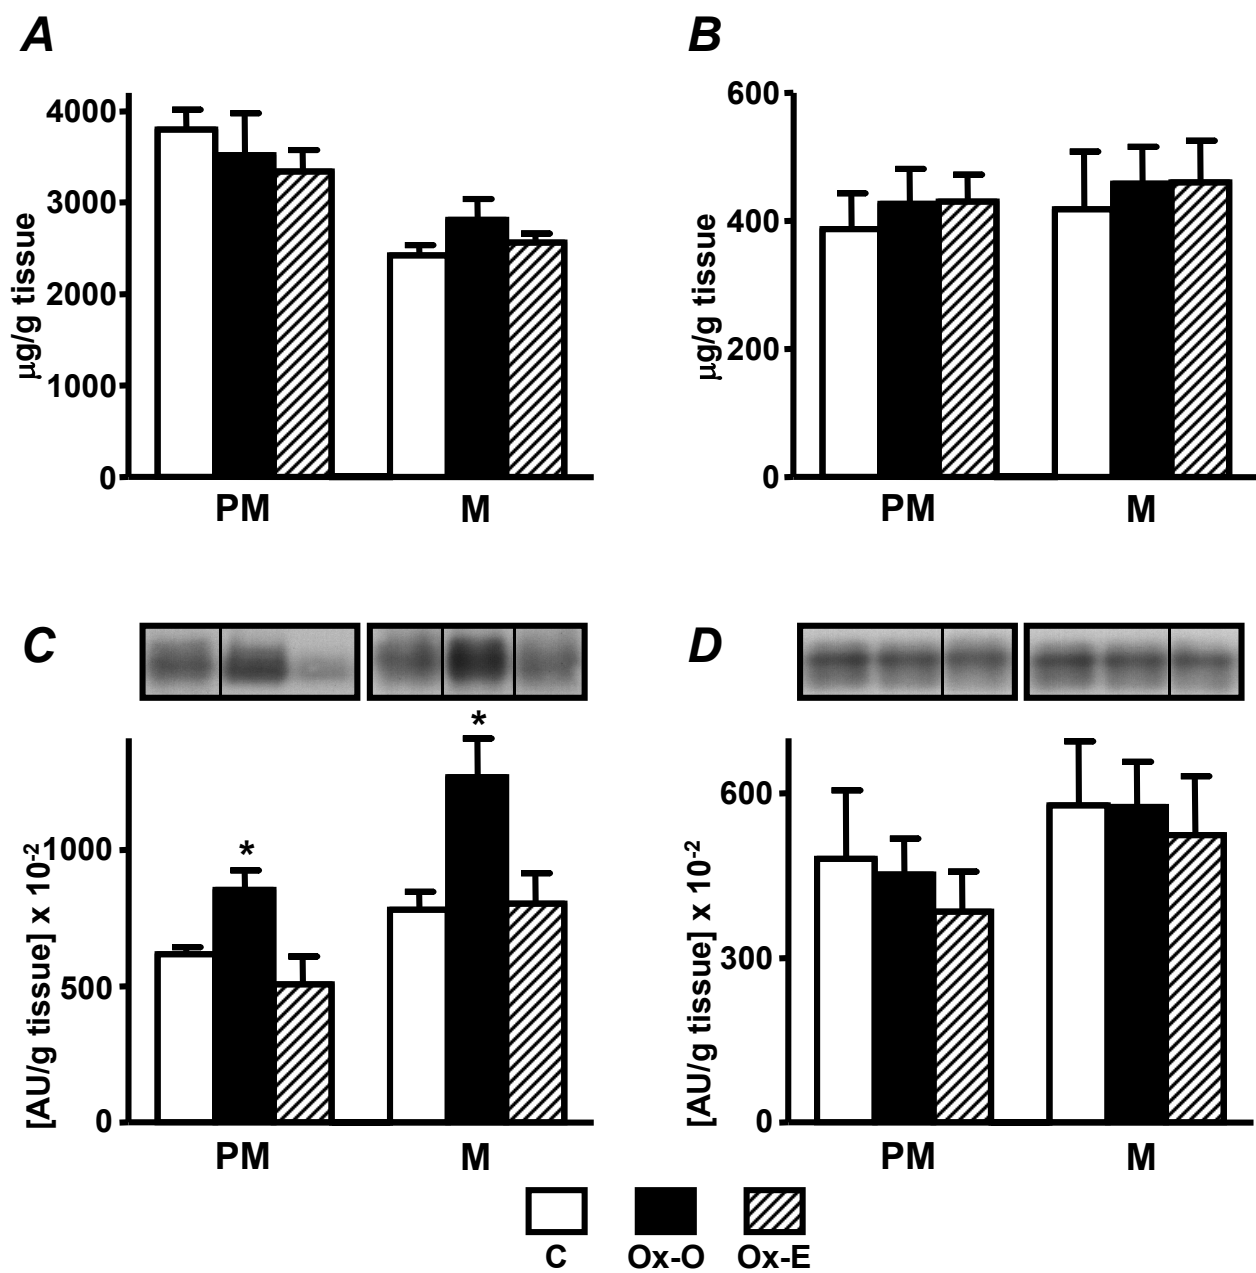 A
B
4000
3000
2000
1000
0
µg/g tissue
PM
M
600
400
200
0
µg/g tissue
PM
M
C
D
*
*
1000
500
0
[AU/g tissue] x 10⁻²
PM
M
600
300
0
[AU/g tissue] x 10⁻²
PM
M
C
Ox-O
Ox-E